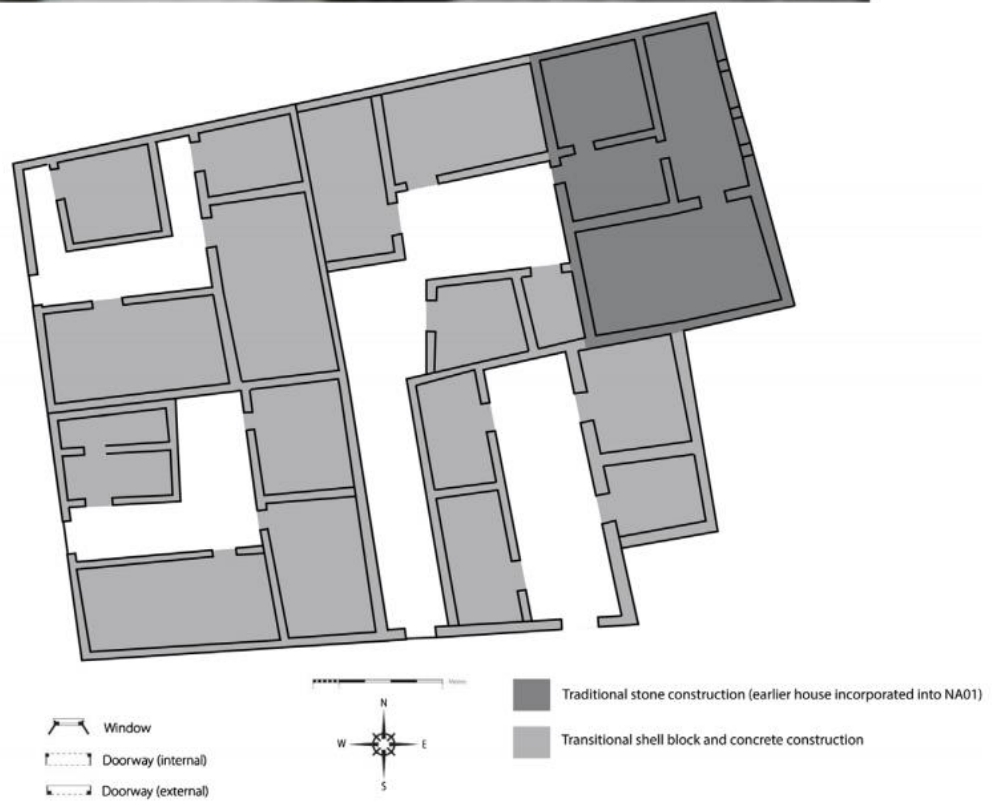 Metres
N
W E
S
Window
Doorway (internal)
Doorway (external)
Traditional stone construction (earlier house incorporated into NA01)
Transitional shell block and concrete construction